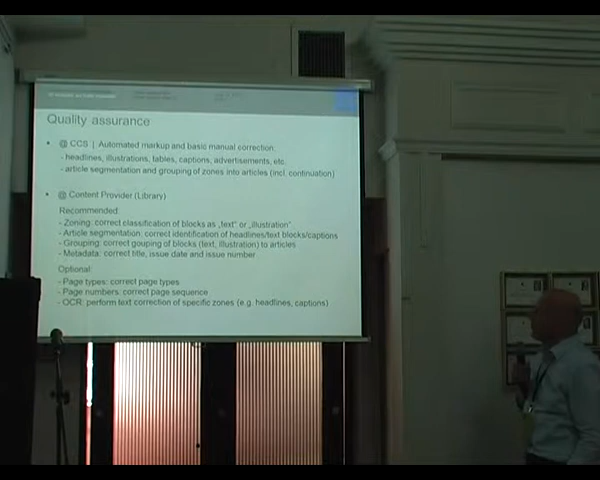 Quality assurance
• @ CCS | Automated markup and basic manual correction:
- headlines, illustrations, tables, captions, advertisements, etc.
- article segmentation and grouping of zones into articles (incl. continuation)
• @ Content Provider (Library)
Recommended:
- Zoning: correct classification of blocks as „text“ or „illustration“
- Article segmentation: correct identification of headlines/text blocks/captions
- Grouping: correct gouping of blocks (text, illustration) to articles
- Metadata: correct title, issue date and issue number
Optional:
- Page types: correct page types
- Page numbers: correct page sequence
- OCR: perform text correction of specific zones (e.g. headlines, captions)